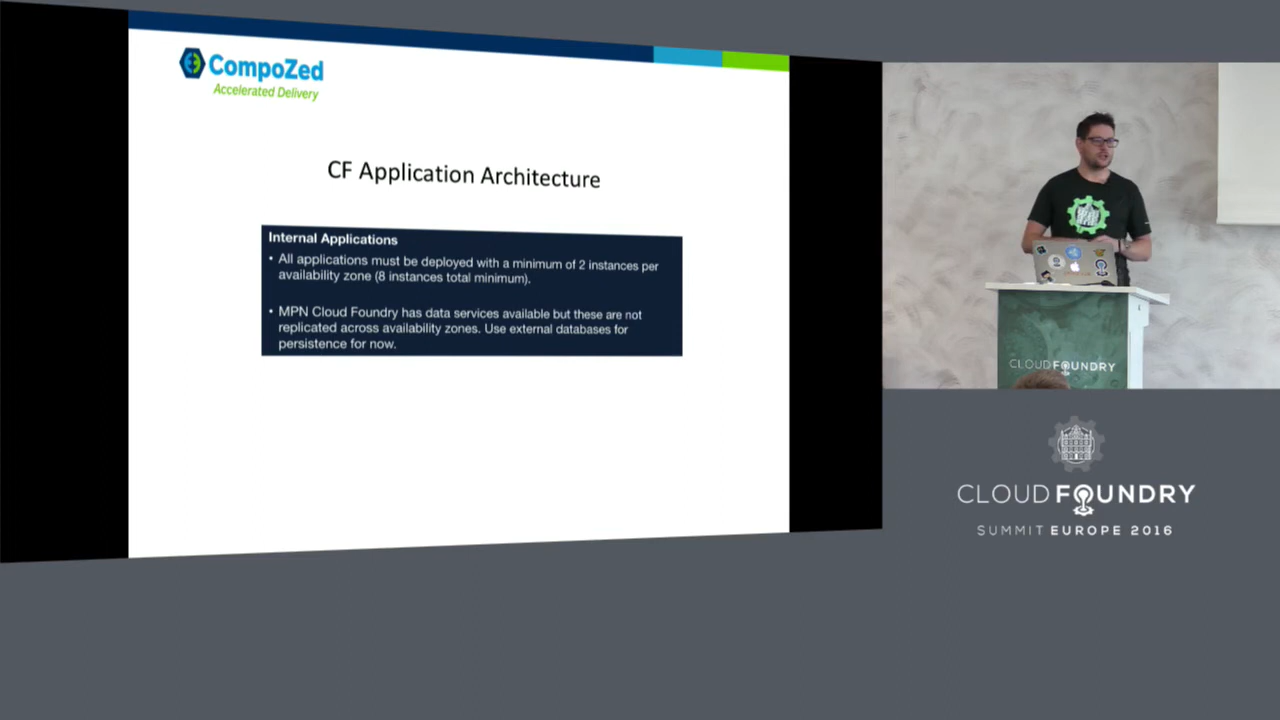 CompoZed
Accelerated Delivery
CF Application Architecture
Internal Applications
• All applications must be deployed with a minimum of 2 instances per
availability zone (8 instances total minimum).
• MPN Cloud Foundry has data services available but these are not
replicated across availability zones. Use external databases for
persistence for now.
CLOUD FOUNDRY
CLOUD FOUNDRY
SUMMIT EUROPE 2016